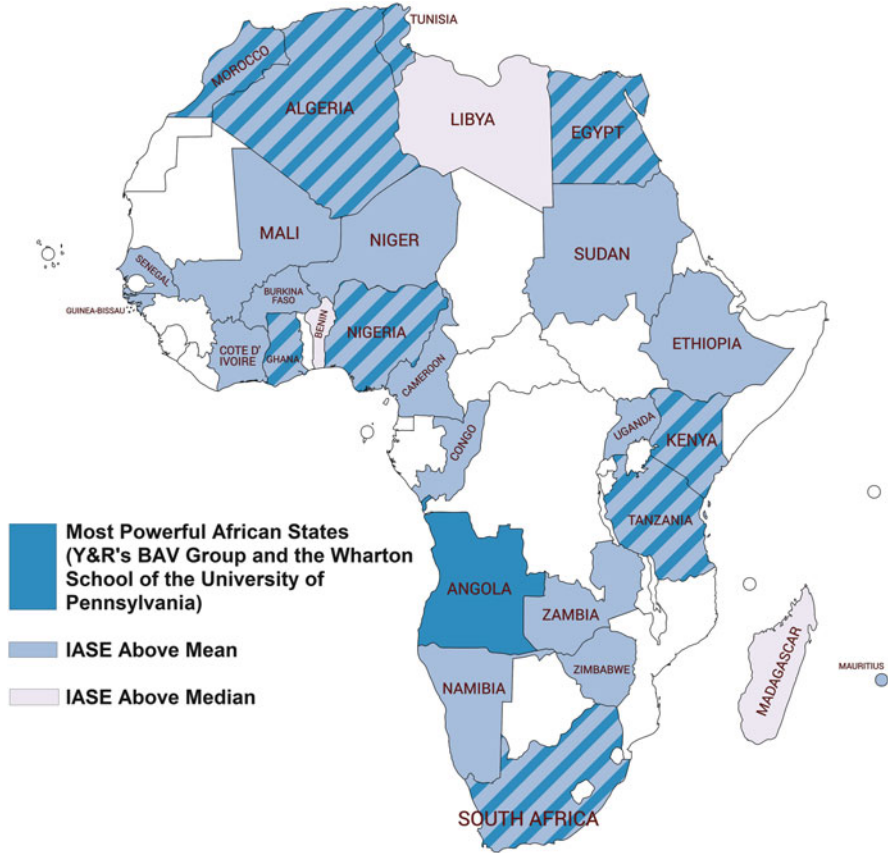 TUNISIA
MOROCCO
ALGERIA
LIBYA
EGYPT
MALI
NIGER
SUDAN
SENEGAL
BURKINA
FASO
GUINEA-BISSAU
BENIN
NIGERIA
COTE D'
IVOIRE
GHANA
CAMEROON
ETHIOPIA
CONGO
UGANDA
KENYA
TANZANIA
Most Powerful African States
(Y&R's BAV Group and the Wharton
School of the University of
Pennsylvania)
ANGOLA
ZAMBIA
IASE Above Mean
ZIMBABWE
MADAGASCAR
MAURITIUS
NAMIBIA
IASE Above Median
SOUTH AFRICA